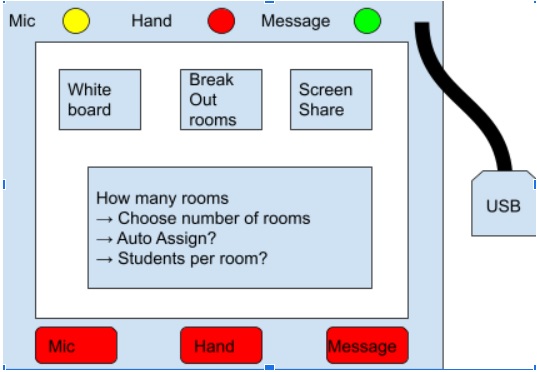 Mic
Hand
Message
White
board
Break
Out
rooms
Screen
Share
How many rooms
→ Choose number of rooms
→ Auto Assign?
→ Students per room?
USB
Mic
Hand
Message